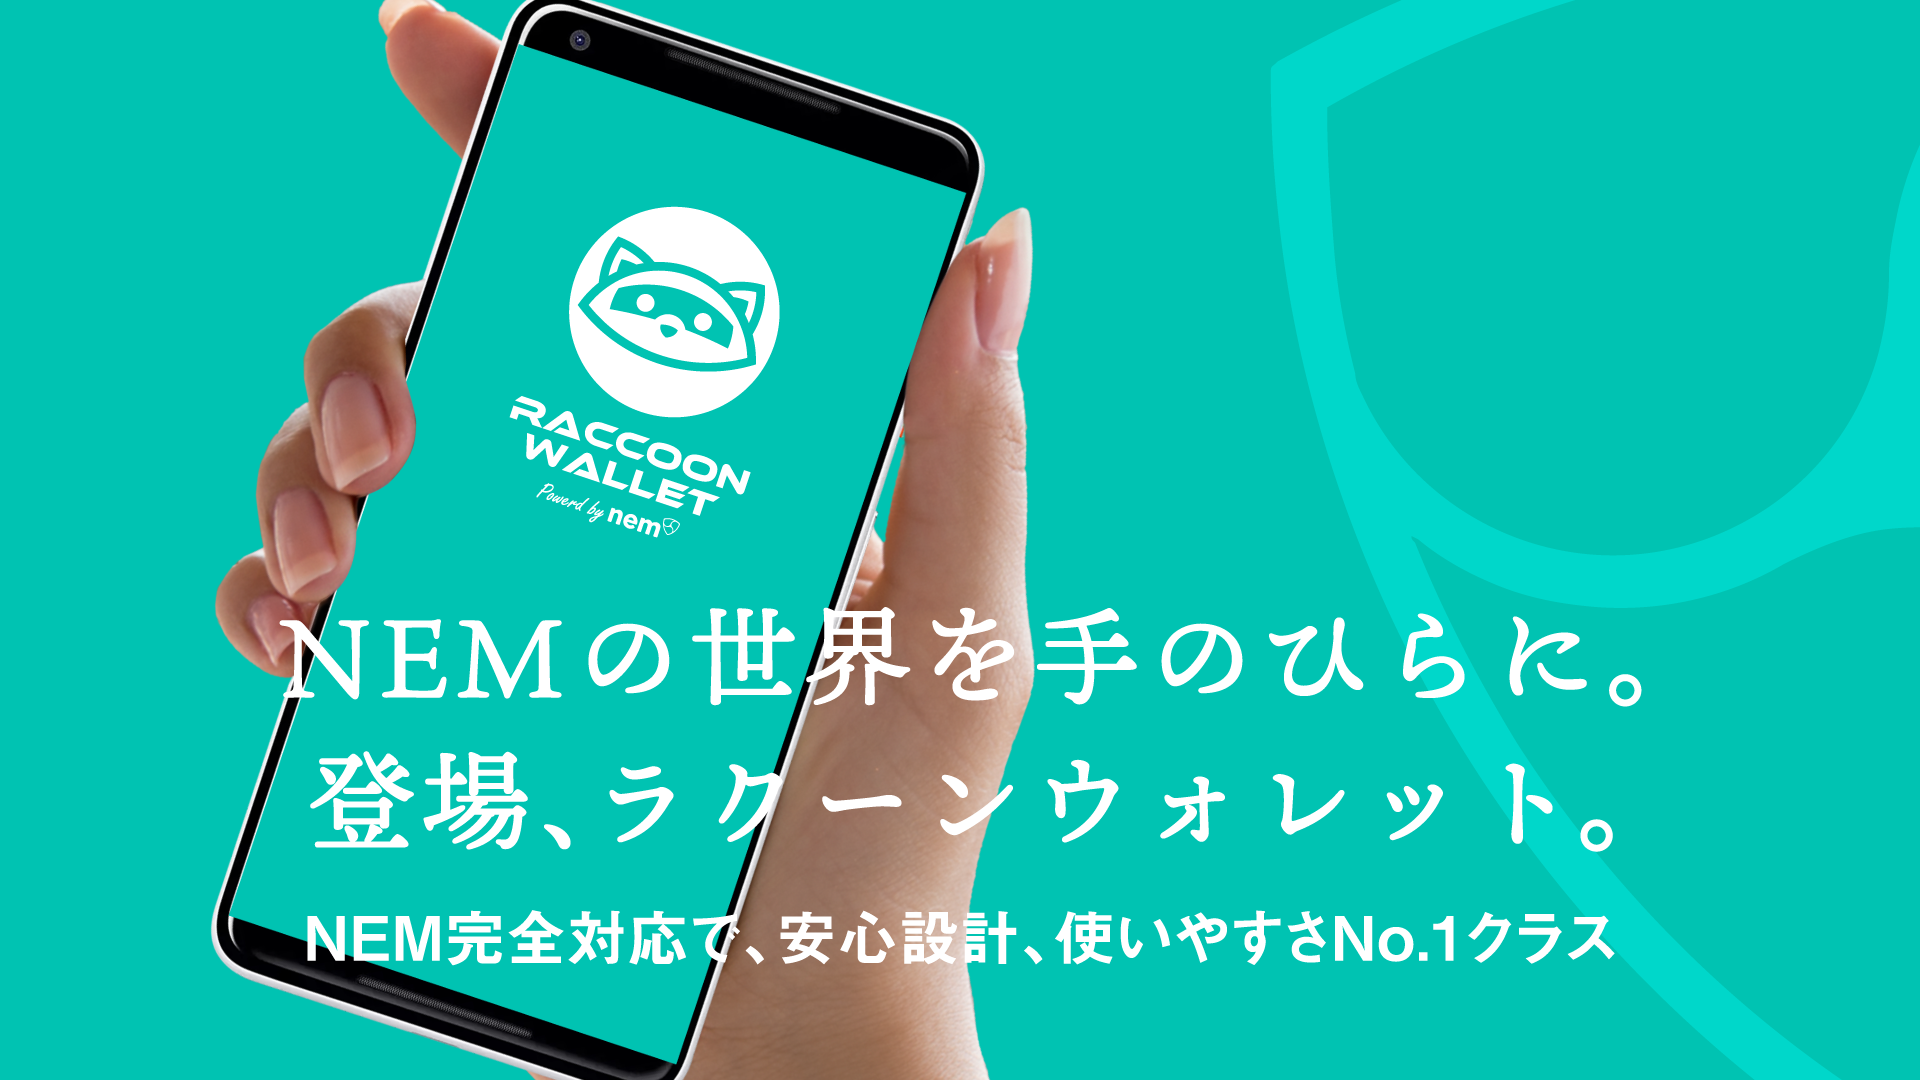 RACCOON
WALLET
Powerd by nem
NEMの世界を手のひらに。
登場、ラクーンウォレット。
NEM完全対応で、安心設計、使いやすさNo.1クラス